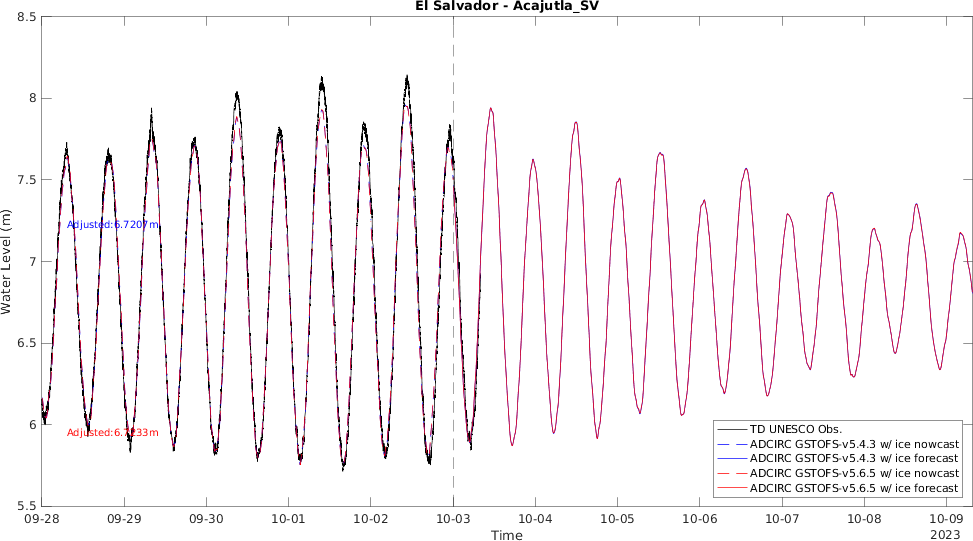 El Salvador - Acajutla_SV
8.5
8
7.5
7
6.5
6
5.5
Water Level (m)
Adjusted:6.7207m
Adjusted:6.7233m
TD UNESCO Obs.
ADCIRC GSTOFS-v5.4.3 w/ ice nowcast
ADCIRC GSTOFS-v5.4.3 w/ ice forecast
ADCIRC GSTOFS-v5.6.5 w/ ice nowcast
ADCIRC GSTOFS-v5.6.5 w/ ice forecast
09-28 09-29 09-30 10-01 10-02 10-03 10-04 10-05 10-06 10-07 10-08 10-09
2023
Time